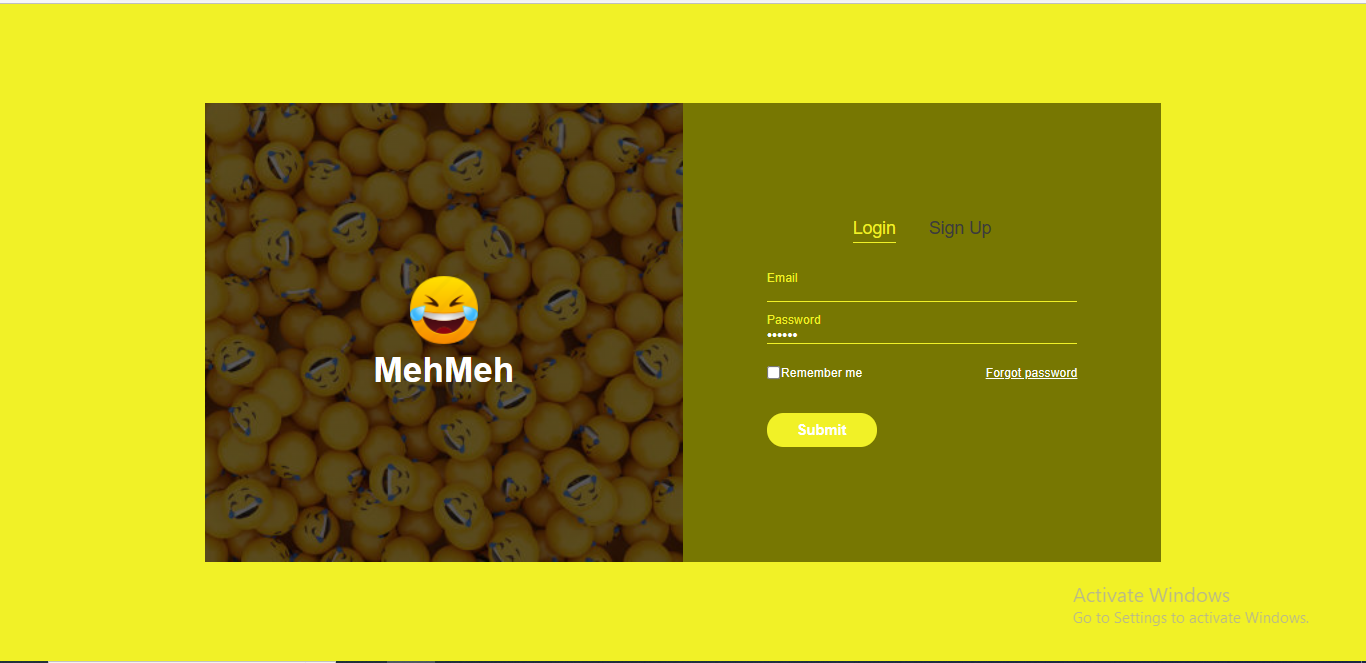 Login Sign Up
Email
Password
••••••
Remember me Forgot password
Submit
MehMeh
Activate Windows
Go to Settings to activate Windows.